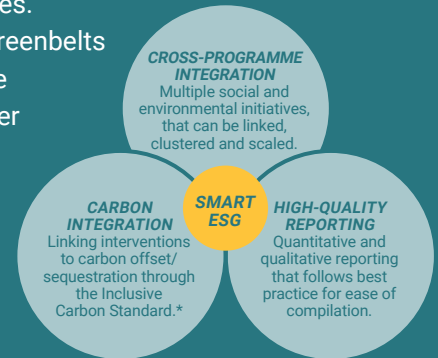 es.
reenbelts
e
er
CROSS-PROGRAMME
INTEGRATION
Multiple social and
environmental initiatives,
that can be linked,
clustered and scaled.
SMART
ESG
CARBON
INTEGRATION
Linking interventions
to carbon offset/
sequestration through
the Inclusive
Carbon Standard.*
HIGH-QUALITY
REPORTING
Quantitative and
qualitative reporting
that follows best
practice for ease of
compilation.